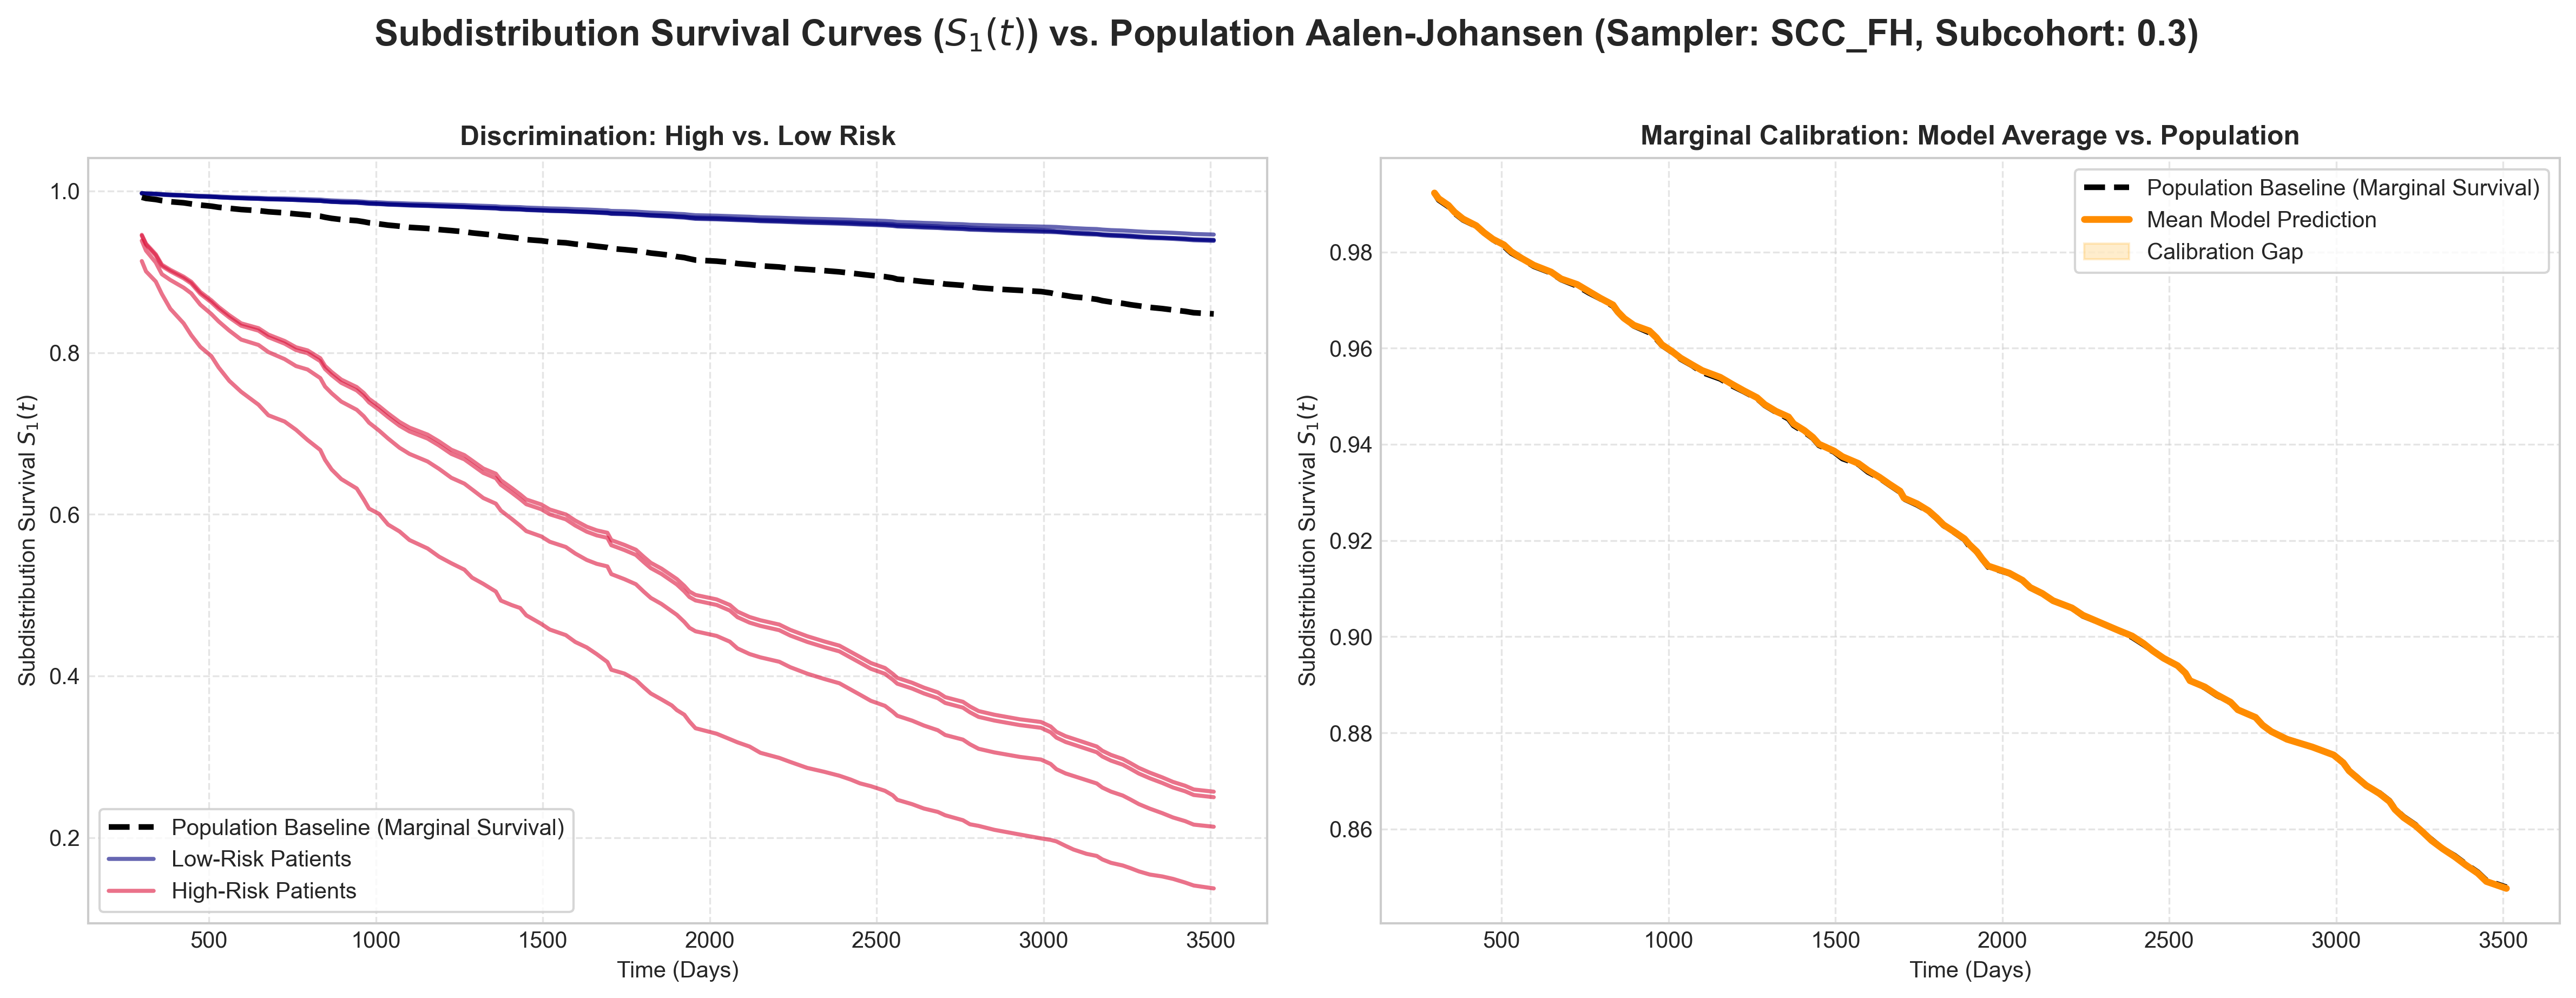 Subdistribution Survival Curves (S₁(t)) vs. Population Aalen-Johansen (Sampler: SCC_FH, Subcohort: 0.3)
Discrimination: High vs. Low Risk
Subdistribution Survival S₁(t)
1.0
0.8
0.6
0.4
0.2
Population Baseline (Marginal Survival)
Low-Risk Patients
High-Risk Patients
500 1000 1500 2000 2500 3000 3500
Time (Days)
Marginal Calibration: Model Average vs. Population
Subdistribution Survival S₁(t)
0.98
0.96
0.94
0.92
0.90
0.88
0.86
Population Baseline (Marginal Survival)
Mean Model Prediction
Calibration Gap
500 1000 1500 2000 2500 3000 3500
Time (Days)